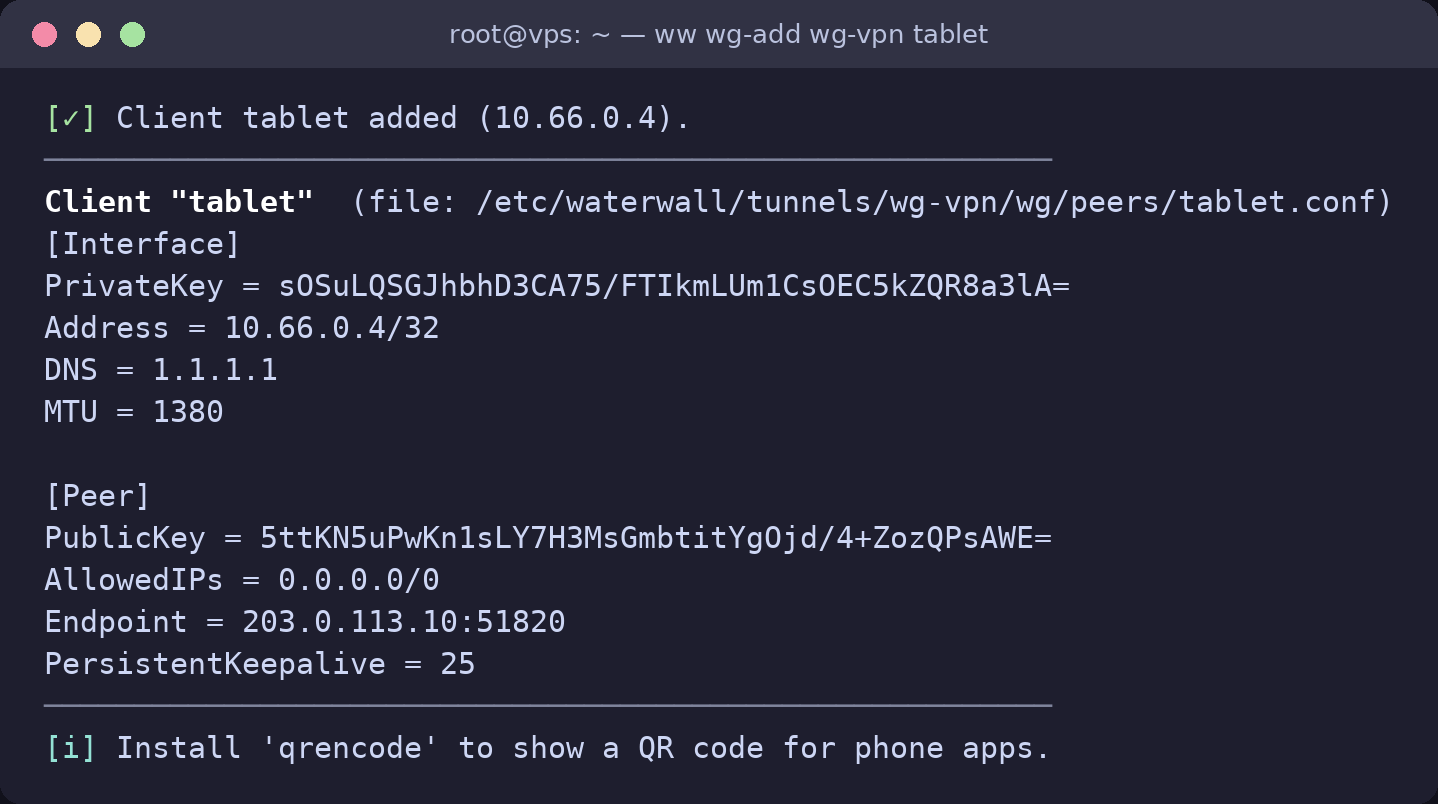 root@vps: ~ — ww wg-add wg-vpn tablet
[✓] Client tablet added (10.66.0.4).
Client "tablet"  (file: /etc/waterwall/tunnels/wg-vpn/wg/peers/tablet.conf)
[Interface]
PrivateKey = sOSuLQSGJhbhD3CA75/FTIkmLUm1CsOEC5kZQR8a3lA=
Address = 10.66.0.4/32
DNS = 1.1.1.1
MTU = 1380
[Peer]
PublicKey = 5ttKN5uPwKn1sLY7H3MsGmbtitYgOjd/4+ZozQPsAWE=
AllowedIPs = 0.0.0.0/0
Endpoint = 203.0.113.10:51820
PersistentKeepalive = 25
[i] Install 'qrencode' to show a QR code for phone apps.